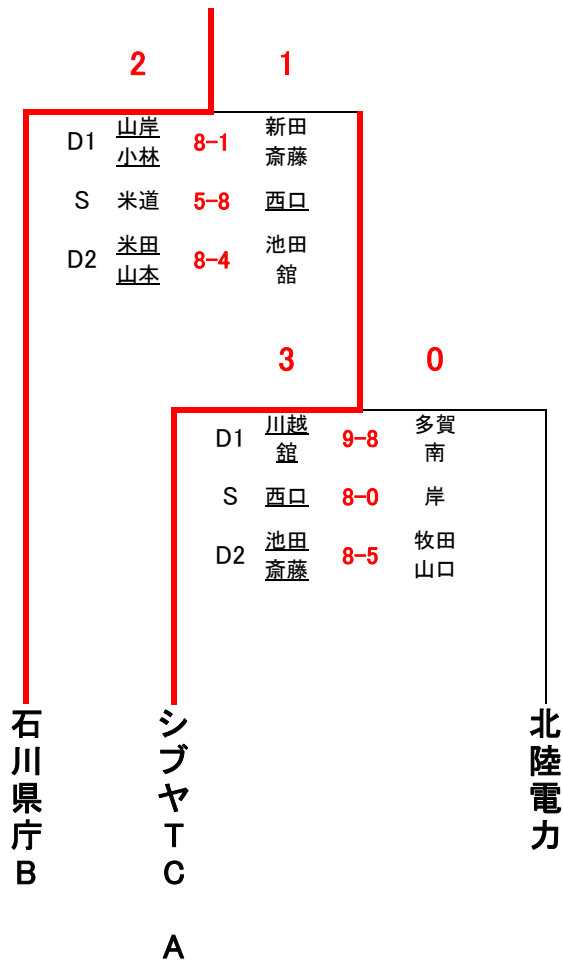 2 1
D1 山岸 小林 8-1 新田 斎藤
S 米道 5-8 西口
D2 米田 山本 8-4 池田 舘
3 0
D1 川越 舘 9-8 多賀 南
S 西口 8-0 岸
D2 池田 斎藤 8-5 牧田 山口
石川県庁B
シブヤTC A
北陸電力